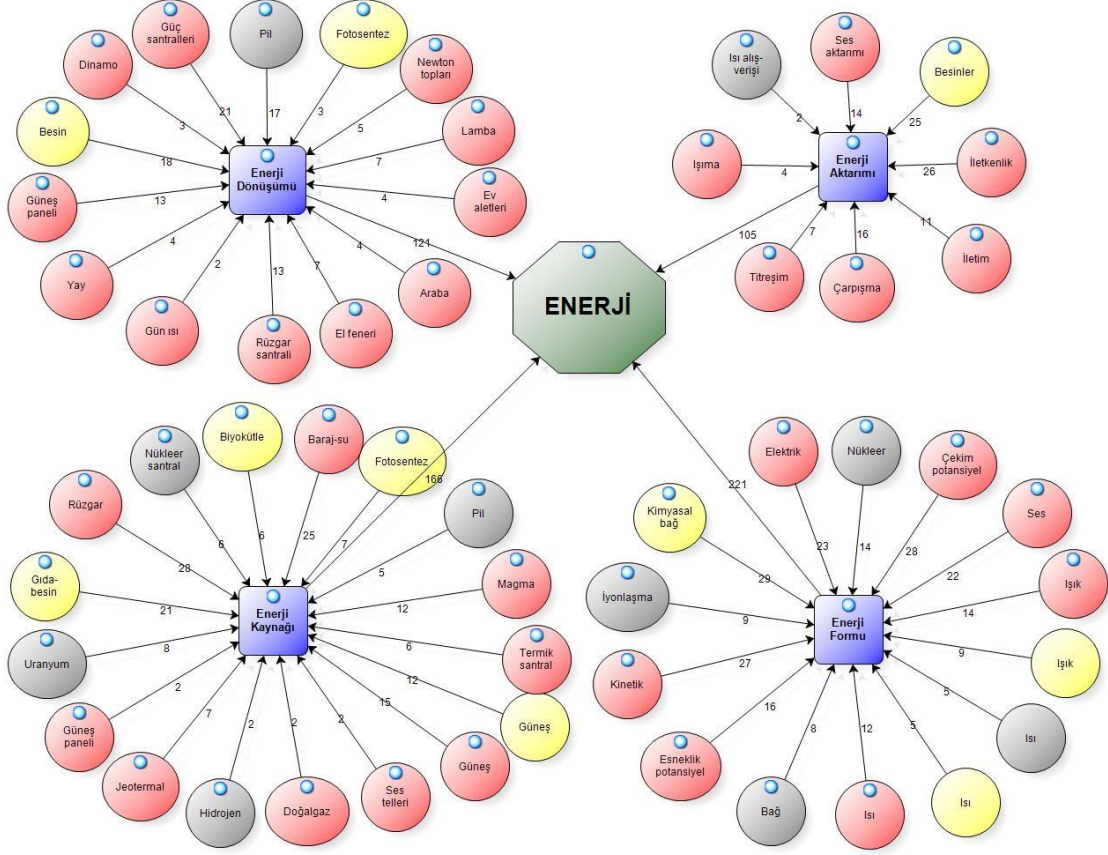 Güç
santralleri
Pil
Fotosentez
Dinamo
Newton
topları
Besin
Lamba
Güneş
paneli
Ev
aletleri
Yay
Araba
Gün ısı
Rüzgar
santrali
El feneri
Enerji
Dönüşümü
21
17
3
3
5
18
7
13
4
4
4
2
13
7
121
Isı alış-
verişi
Ses
aktarımı
Besinler
Işıma
İletkenlik
Titreşim
Çarpışma
İletim
Enerji
Aktarımı
2
14
25
4
26
7
16
11
105
ENERJİ
Nükleer
santral
Biyokütle
Baraj-su
Fotosentez
Rüzgar
Pil
Gıda-
besin
Magma
Uranyum
Termik
santral
Güneş
paneli
Güneş
Jeotermal
Hidrojen
Doğalgaz
Ses
telleri
Güneş
Enerji
Kaynağı
6
6
25
7
28
5
21
12
8
6
2
12
7
2
2
2
15
166
Elektrik
Nükleer
Çekim
potansiyel
Kimyasal
bağ
Ses
İyonlaşma
Işık
Kinetik
Işık
Esneklik
potansiyel
Isı
Bağ
Isı
Isı
Enerji
Formu
23
14
28
29
22
9
14
27
9
16
5
8
12
5
221